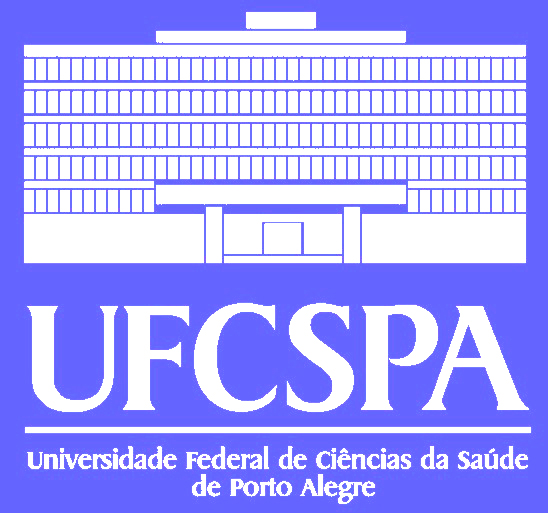 UFCSPA
Universidade Federal de Ciências da Saúde
de Porto Alegre